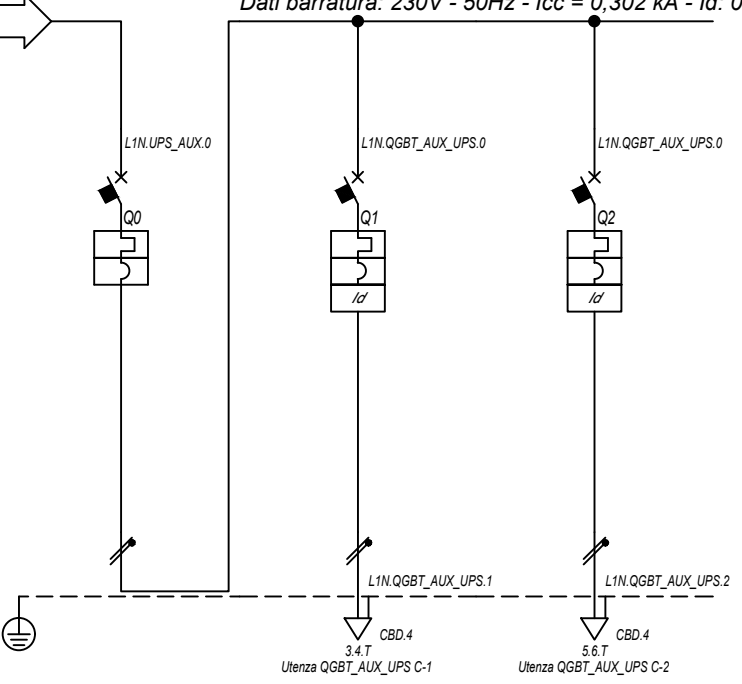 Dati barratura: 230V - 50Hz - Icc = 0,302 kA - Id: 0
L1N.UPS_AUX.0
L1N.QGBT_AUX_UPS.0
L1N.QGBT_AUX_UPS.0
Q0
Q1
Q2
Id
Id
L1N.QGBT_AUX_UPS.1
L1N.QGBT_AUX_UPS.2
CBD.4
CBD.4
3.4.T
5.6.T
Utenza QGBT_AUX_UPS C-1
Utenza QGBT_AUX_UPS C-2